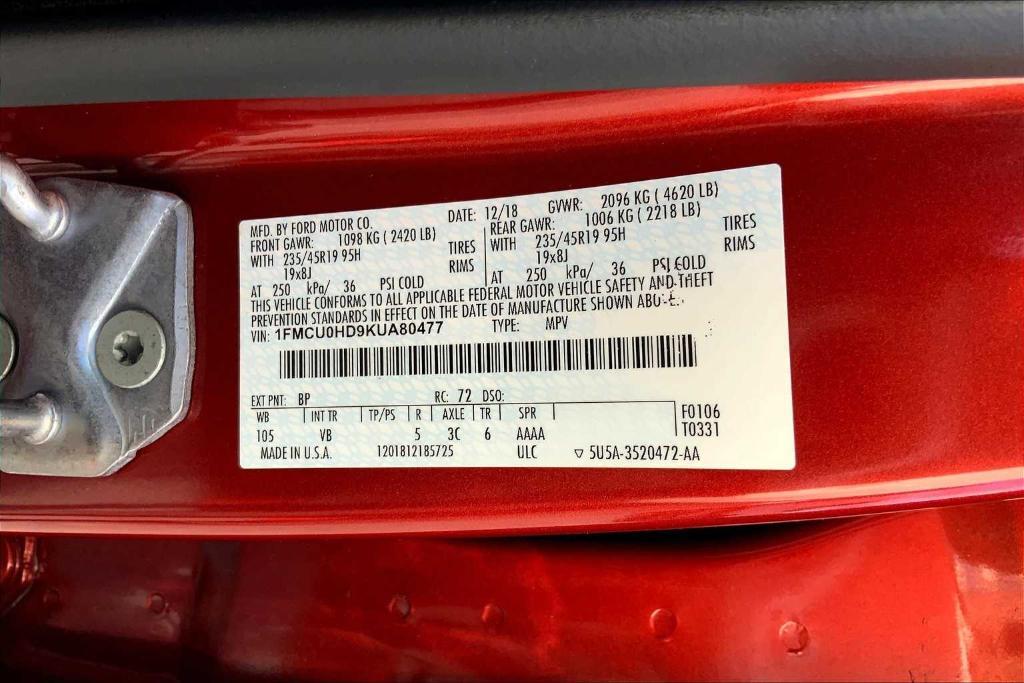 MFD. BY FORD MOTOR CO. DATE: 12/18 GVWR: 2096 KG ( 4620 LB)
FRONT GAWR: 1098 KG ( 2420 LB) REAR GAWR: 1006 KG ( 2218 LB)
WITH 235/45R19 95H TIRES WITH 235/45R19 95H TIRES
19x8J RIMS 19x8J RIMS
AT 250 kPa/ 36 PSI COLD AT 250 kPa/ 36 PSI COLD
THIS VEHICLE CONFORMS TO ALL APPLICABLE FEDERAL MOTOR VEHICLE SAFETY AND THEFT
PREVENTION STANDARDS IN EFFECT ON THE DATE OF MANUFACTURE SHOWN ABOVE.
VIN: 1FMCU0HD9KUA80477 TYPE: MPV
EXT PNT: BP RC: 72 DSO:
WB INT TR TP/PS R AXLE TR SPR F0106
105 VB 5 3C 6 AAAA T0331
MADE IN U.S.A. 1201812185725 ULC ▽ 5U5A-3520472-AA